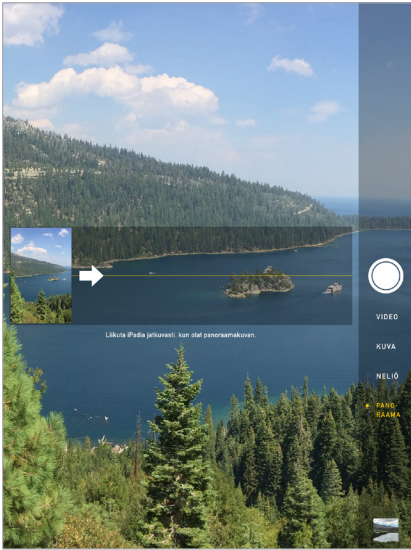 Liikuta iPadia jatkuvasti, kun otat panoraamakuvan.
VIDEO
KUVA
NELIÖ
PANO-
RAAMA